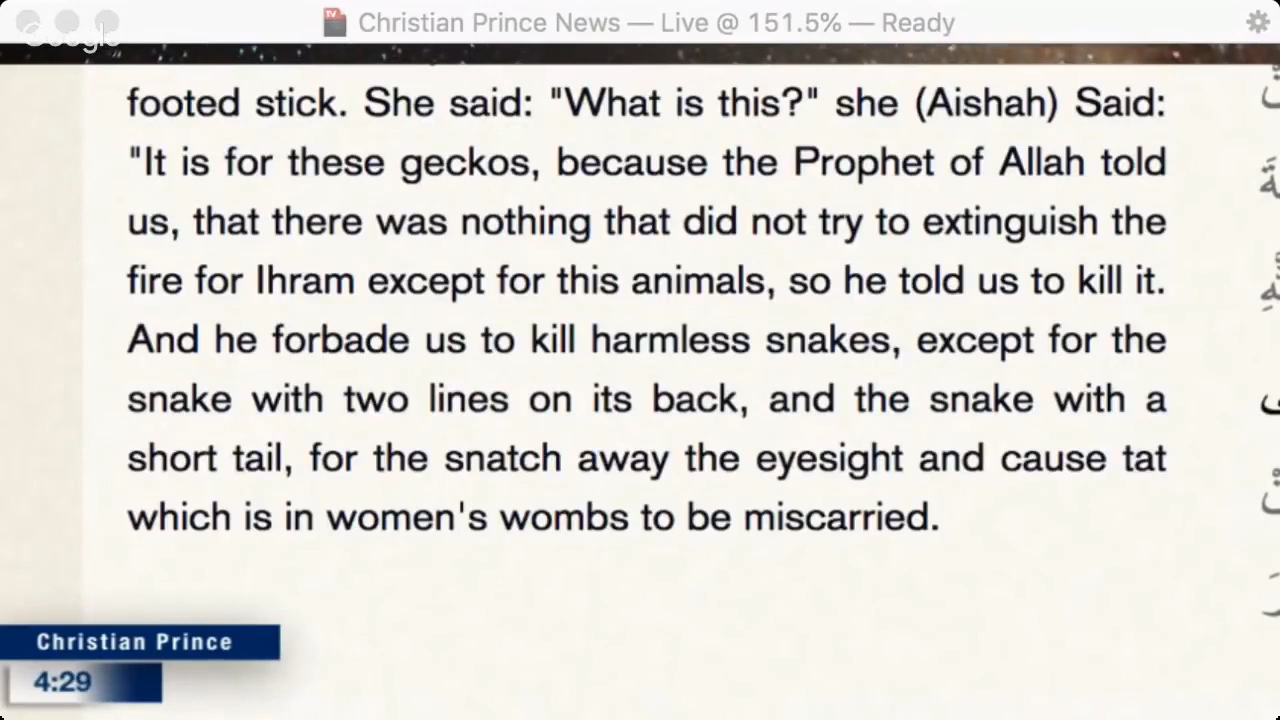 Christian Prince News — Live @ 151.5% — Ready
Google
footed stick. She said: "What is this?" she (Aishah) Said:
"It is for these geckos, because the Prophet of Allah told
us, that there was nothing that did not try to extinguish the
fire for Ihram except for this animals, so he told us to kill it.
And he forbade us to kill harmless snakes, except for the
snake with two lines on its back, and the snake with a
short tail, for the snatch away the eyesight and cause tat
which is in women's wombs to be miscarried.
Christian Prince
4:29